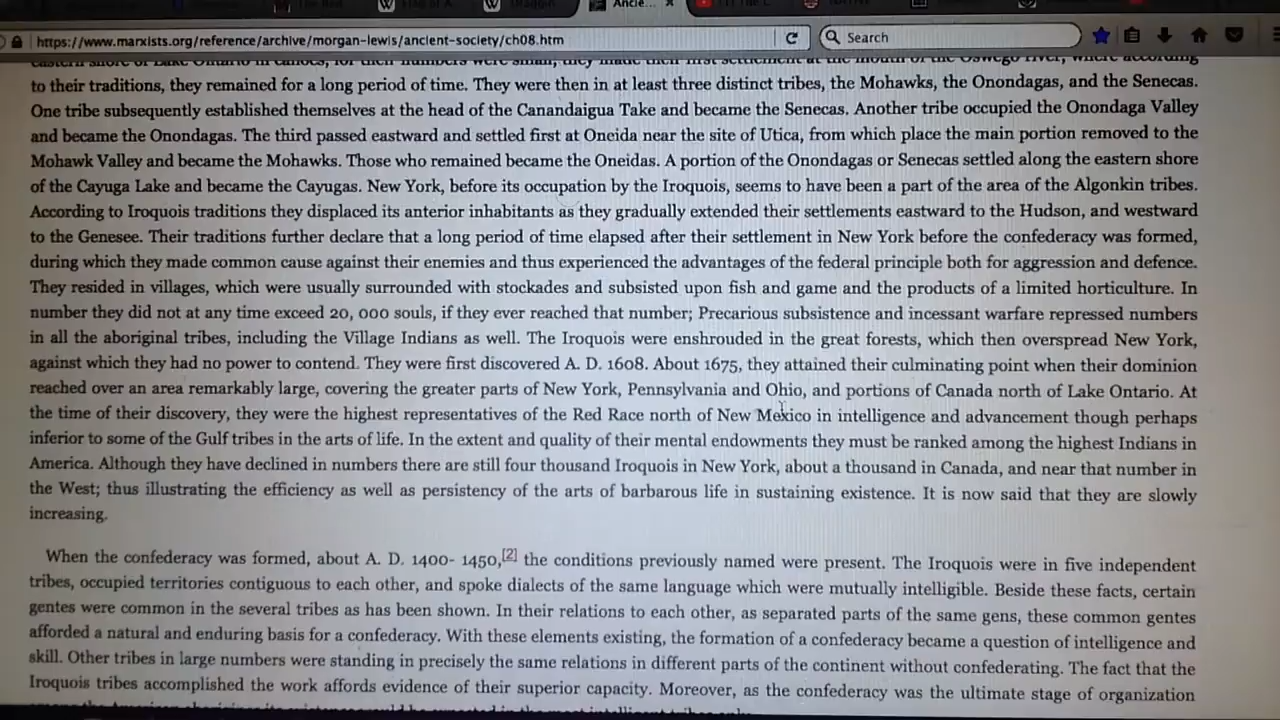 Ancie...
https://www.marxists.org/reference/archive/morgan-lewis/ancient-society/ch08.htm
Search
eastern shore of Lake Ontario in canoes, for their numbers were small, they made their first settlement at the mouth of the Oswego river, where according
to their traditions, they remained for a long period of time. They were then in at least three distinct tribes, the Mohawks, the Onondagas, and the Senecas.
One tribe subsequently established themselves at the head of the Canandaigua Take and became the Senecas. Another tribe occupied the Onondaga Valley
and became the Onondagas. The third passed eastward and settled first at Oneida near the site of Utica, from which place the main portion removed to the
Mohawk Valley and became the Mohawks. Those who remained became the Oneidas. A portion of the Onondagas or Senecas settled along the eastern shore
of the Cayuga Lake and became the Cayugas. New York, before its occupation by the Iroquois, seems to have been a part of the area of the Algonkin tribes.
According to Iroquois traditions they displaced its anterior inhabitants as they gradually extended their settlements eastward to the Hudson, and westward
to the Genesee. Their traditions further declare that a long period of time elapsed after their settlement in New York before the confederacy was formed,
during which they made common cause against their enemies and thus experienced the advantages of the federal principle both for aggression and defence.
They resided in villages, which were usually surrounded with stockades and subsisted upon fish and game and the products of a limited horticulture. In
number they did not at any time exceed 20, 000 souls, if they ever reached that number; Precarious subsistence and incessant warfare repressed numbers
in all the aboriginal tribes, including the Village Indians as well. The Iroquois were enshrouded in the great forests, which then overspread New York,
against which they had no power to contend. They were first discovered A. D. 1608. About 1675, they attained their culminating point when their dominion
reached over an area remarkably large, covering the greater parts of New York, Pennsylvania and Ohio, and portions of Canada north of Lake Ontario. At
the time of their discovery, they were the highest representatives of the Red Race north of New Mexico in intelligence and advancement though perhaps
inferior to some of the Gulf tribes in the arts of life. In the extent and quality of their mental endowments they must be ranked among the highest Indians in
America. Although they have declined in numbers there are still four thousand Iroquois in New York, about a thousand in Canada, and near that number in
the West; thus illustrating the efficiency as well as persistency of the arts of barbarous life in sustaining existence. It is now said that they are slowly
increasing.
When the confederacy was formed, about A. D. 1400- 1450,[2] the conditions previously named were present. The Iroquois were in five independent
tribes, occupied territories contiguous to each other, and spoke dialects of the same language which were mutually intelligible. Beside these facts, certain
gentes were common in the several tribes as has been shown. In their relations to each other, as separated parts of the same gens, these common gentes
afforded a natural and enduring basis for a confederacy. With these elements existing, the formation of a confederacy became a question of intelligence and
skill. Other tribes in large numbers were standing in precisely the same relations in different parts of the continent without confederating. The fact that the
Iroquois tribes accomplished the work affords evidence of their superior capacity. Moreover, as the confederacy was the ultimate stage of organization